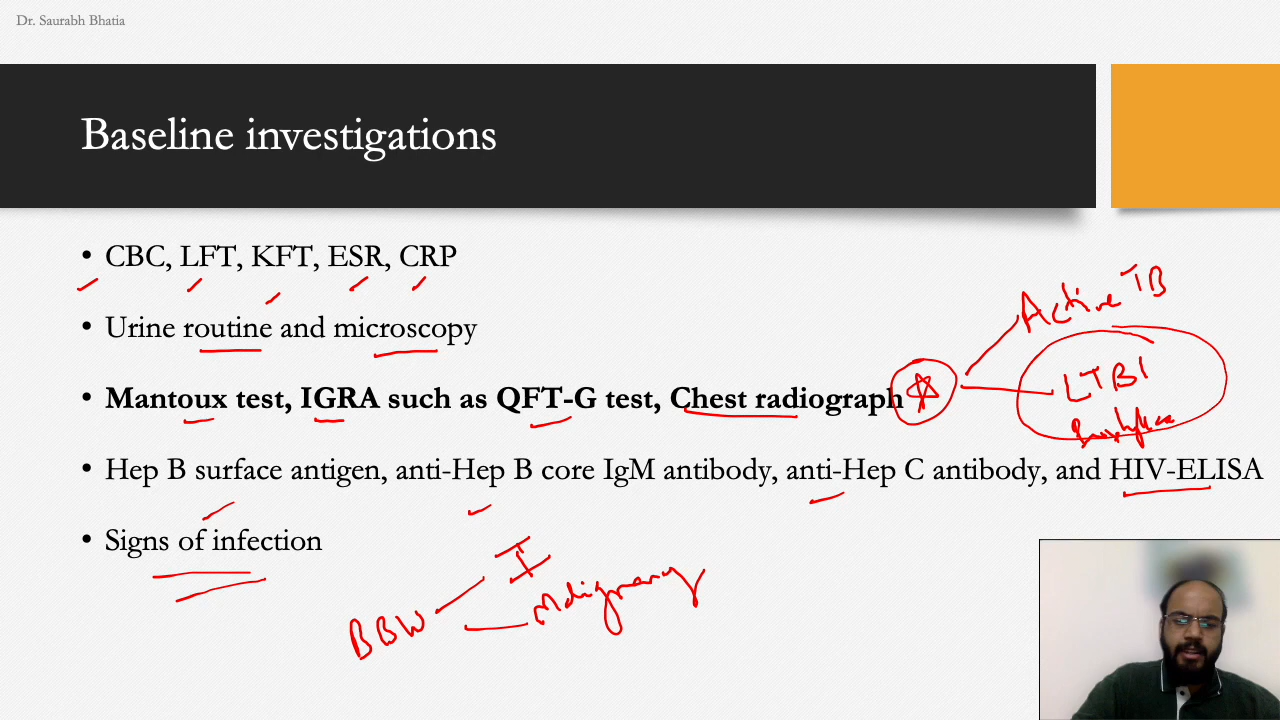 Dr. Saurabh Bhatia
Baseline investigations
• CBC, LFT, KFT, ESR, CRP
• Urine routine and microscopy
• Mantoux test, IGRA such as QFT-G test, Chest radiograph
Active TB
LTBI
• Hep B surface antigen, anti-Hep B core IgM antibody, anti-Hep C antibody, and HIV-ELISA
• Signs of infection
BBW
I
Malignancy